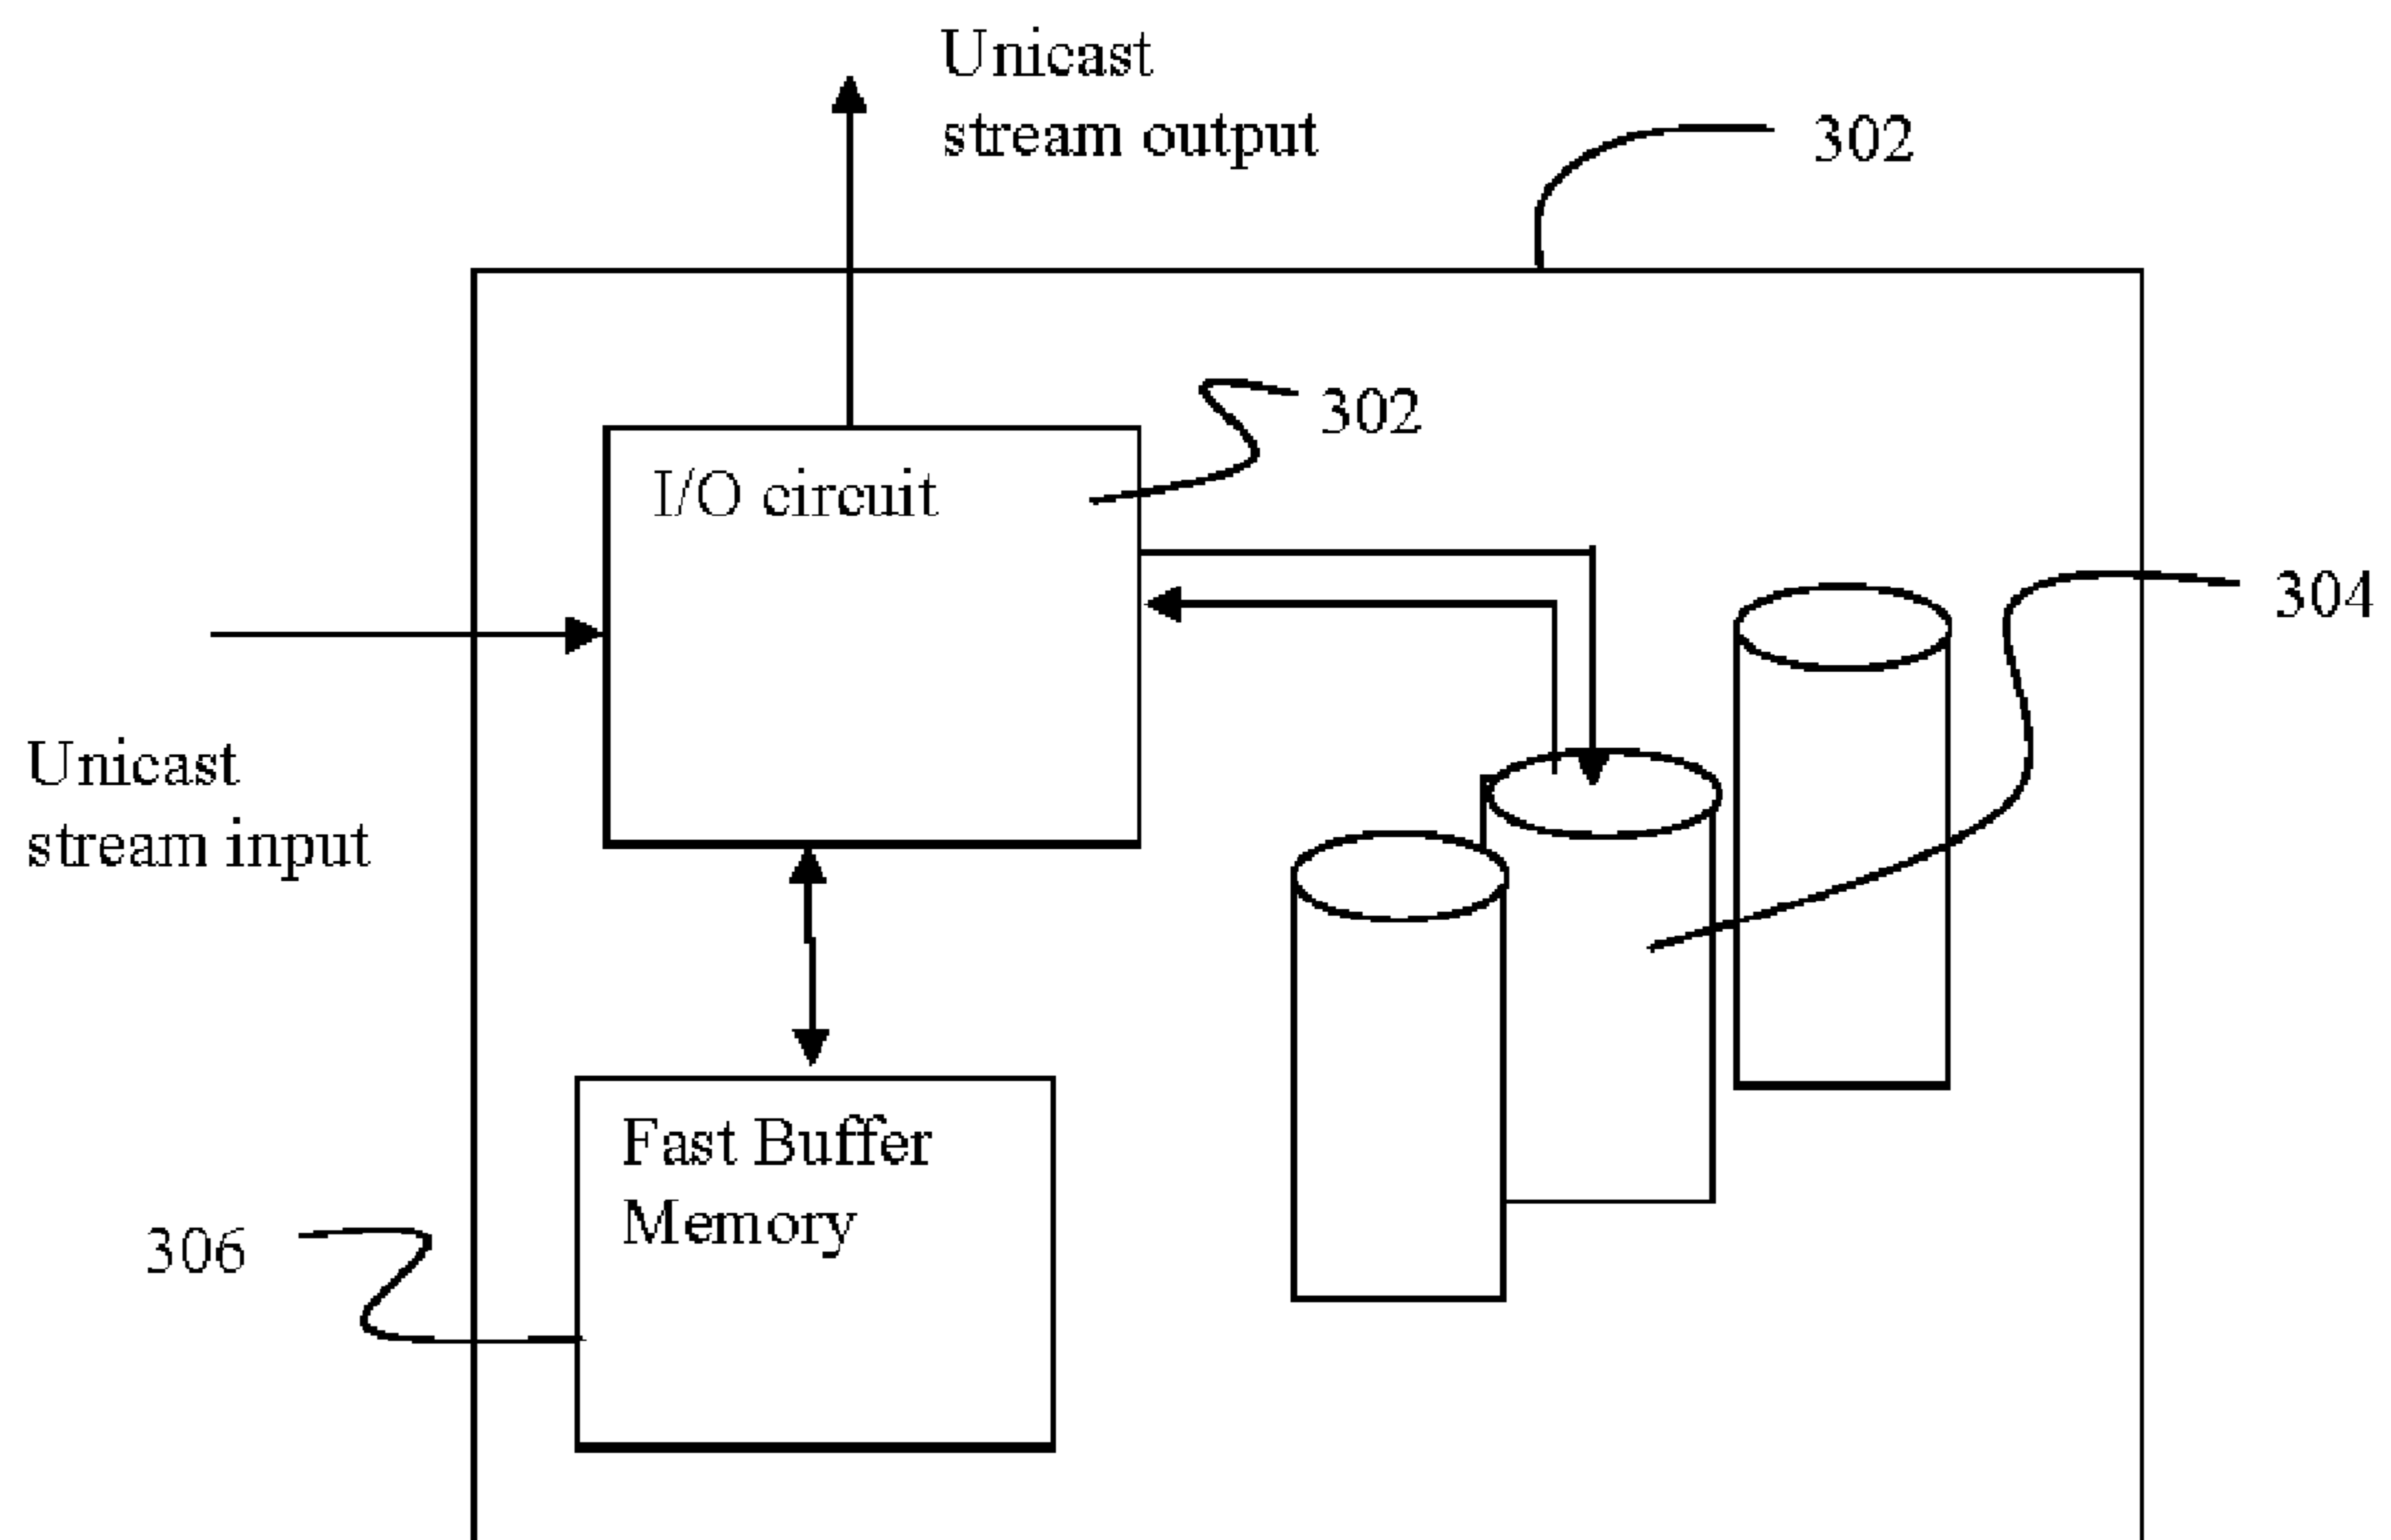 Unicast
stream output
302
302
I/O circuit
304
Unicast
stream input
Fast Buffer
Memory
306